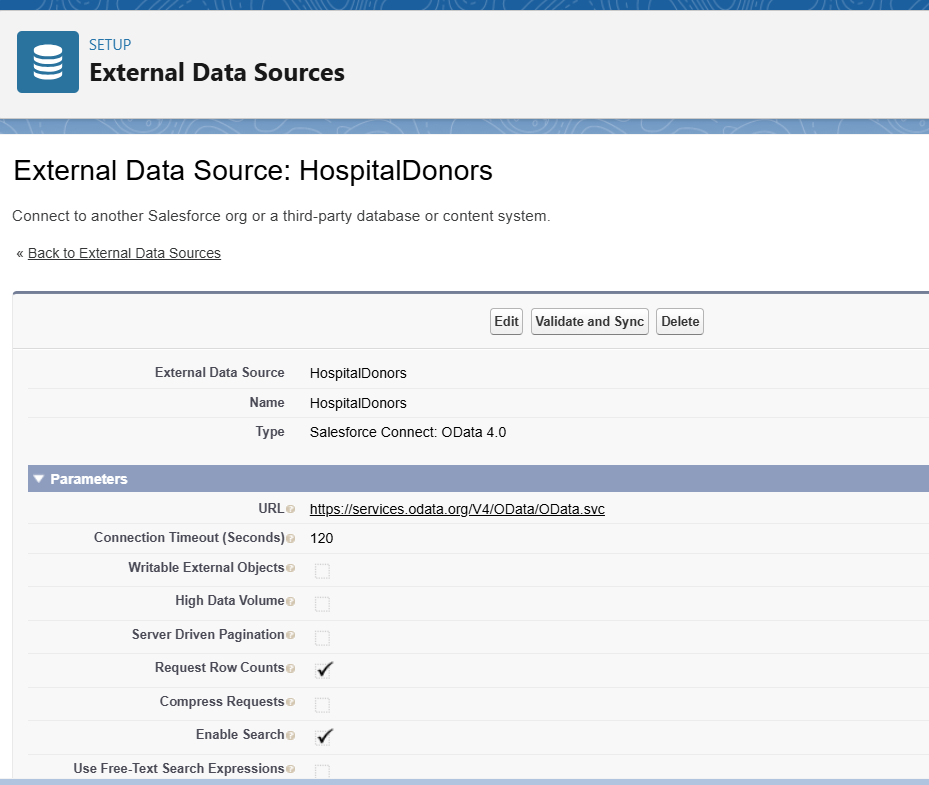 SETUP
External Data Sources
External Data Source: HospitalDonors
Connect to another Salesforce org or a third-party database or content system.
« Back to External Data Sources
Edit Validate and Sync Delete
External Data Source HospitalDonors
Name HospitalDonors
Type Salesforce Connect: OData 4.0
Parameters
URL ? https://services.odata.org/V4/OData/OData.svc
Connection Timeout (Seconds) ? 120
Writable External Objects ?
High Data Volume ?
Server Driven Pagination ?
Request Row Counts ?
Compress Requests ?
Enable Search ?
Use Free-Text Search Expressions ?